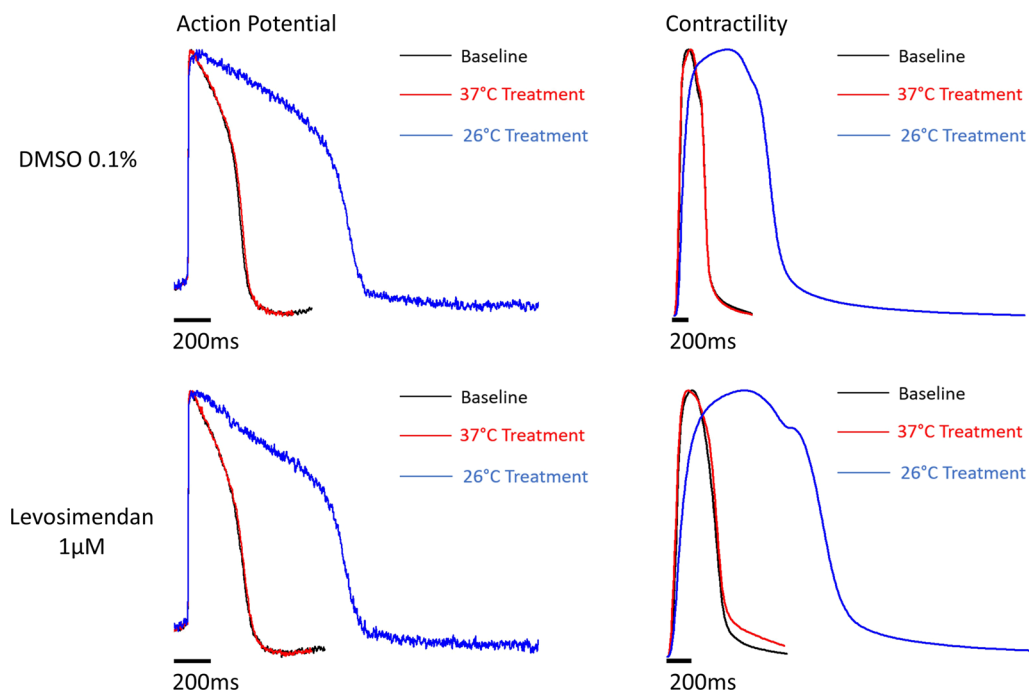 Action Potential
Contractility
Baseline
37°C Treatment
26°C Treatment
Baseline
37°C Treatment
26°C Treatment
DMSO 0.1%
200ms
200ms
Baseline
37°C Treatment
26°C Treatment
Baseline
37°C Treatment
26°C Treatment
Levosimendan
1µM
200ms
200ms